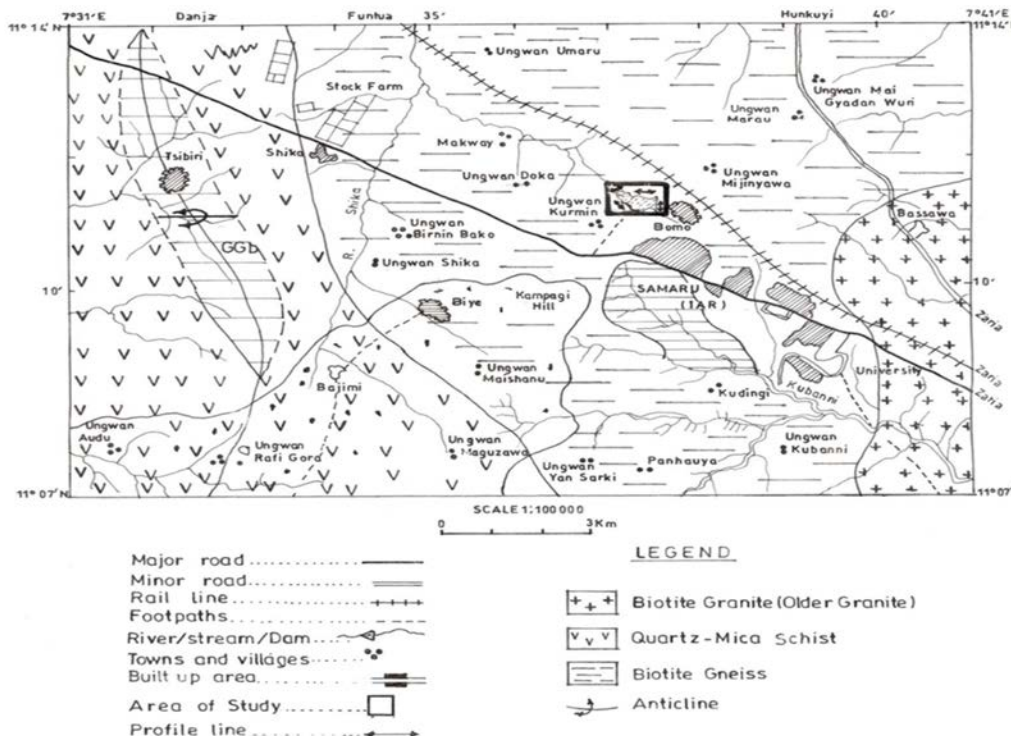 7°31'E Danja Funtua 35' Hunkuyi 40' 7°41'E
11°14'N 11°14'N
Ungwan Umaru
Stock Farm
Ungwan Mai
Gyadan Wuri
Ungwan
Marau
Makway
Shika
Tsibiri
Ungwan Doka
Ungwan
Mijinyawa
Ungwan
Kurmin
Bomo
Bassawa
R. Shika
Ungwan
Birnin Bako
GGb
Ungwan Shika
10' 10'
Biye
Kampagi
Hill
SAMARU
(IAR)
Zaria
Zaria
Zaria
University
Kubanni
Ungwan
Maishanu
Bajimi
Kudingi
Ungwan
Audu
Ungwan
Rafi Gora
Ungwan
Maguzawa
Ungwan
Yan Sarki
Panhauya
Ungwan
Kubanni
11°07'N 11°07'N
SCALE 1:100000
0 3Km
Major road
Minor road
Rail line
Footpaths
River/stream/Dam
Towns and villages
Built up area
Area of Study
Profile line
LEGEND
Biotite Granite (Older Granite)
Quartz-Mica Schist
Biotite Gneiss
Anticline